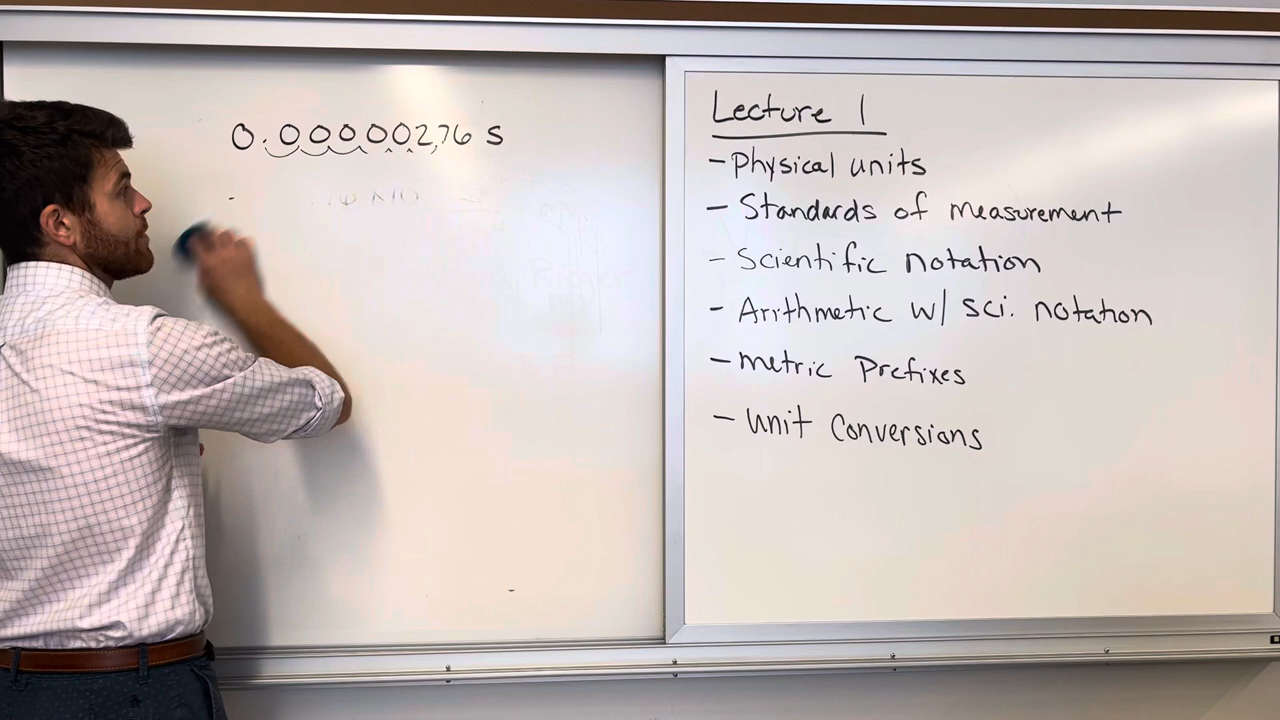 0.00000276 s
Lecture 1
- Physical units
- Standards of measurement
- Scientific notation
- Arithmetic w/ sci. notation
- metric Prefixes
- unit conversions